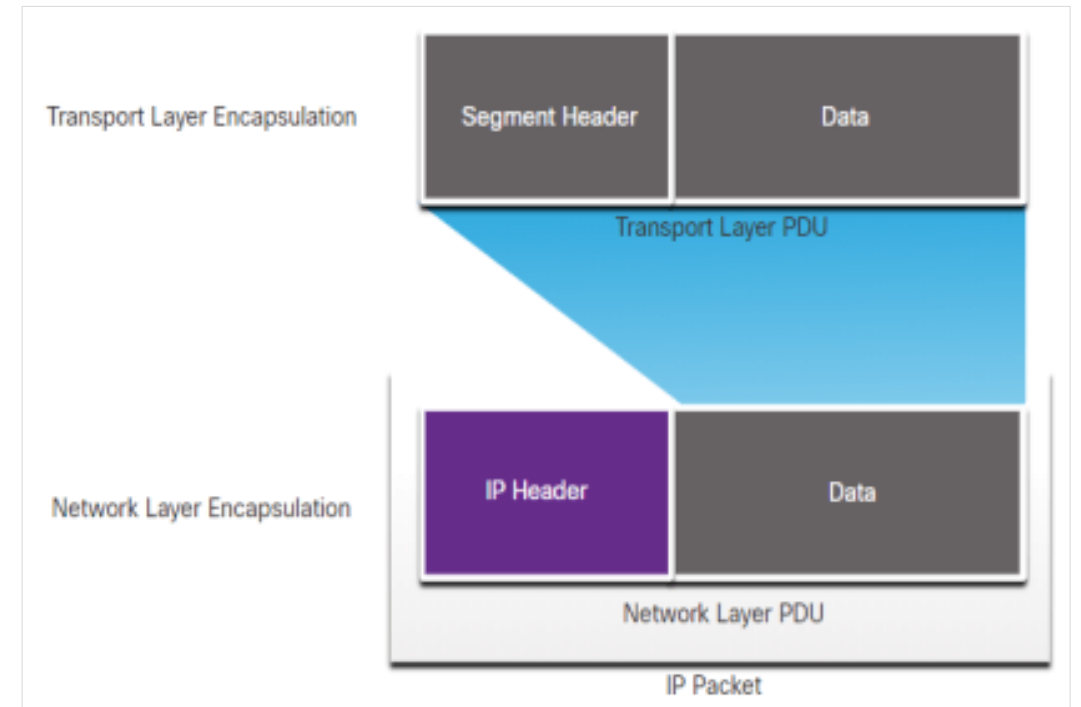 Transport Layer Encapsulation
Segment Header
Data
Transport Layer PDU
Network Layer Encapsulation
IP Header
Data
Network Layer PDU
IP Packet